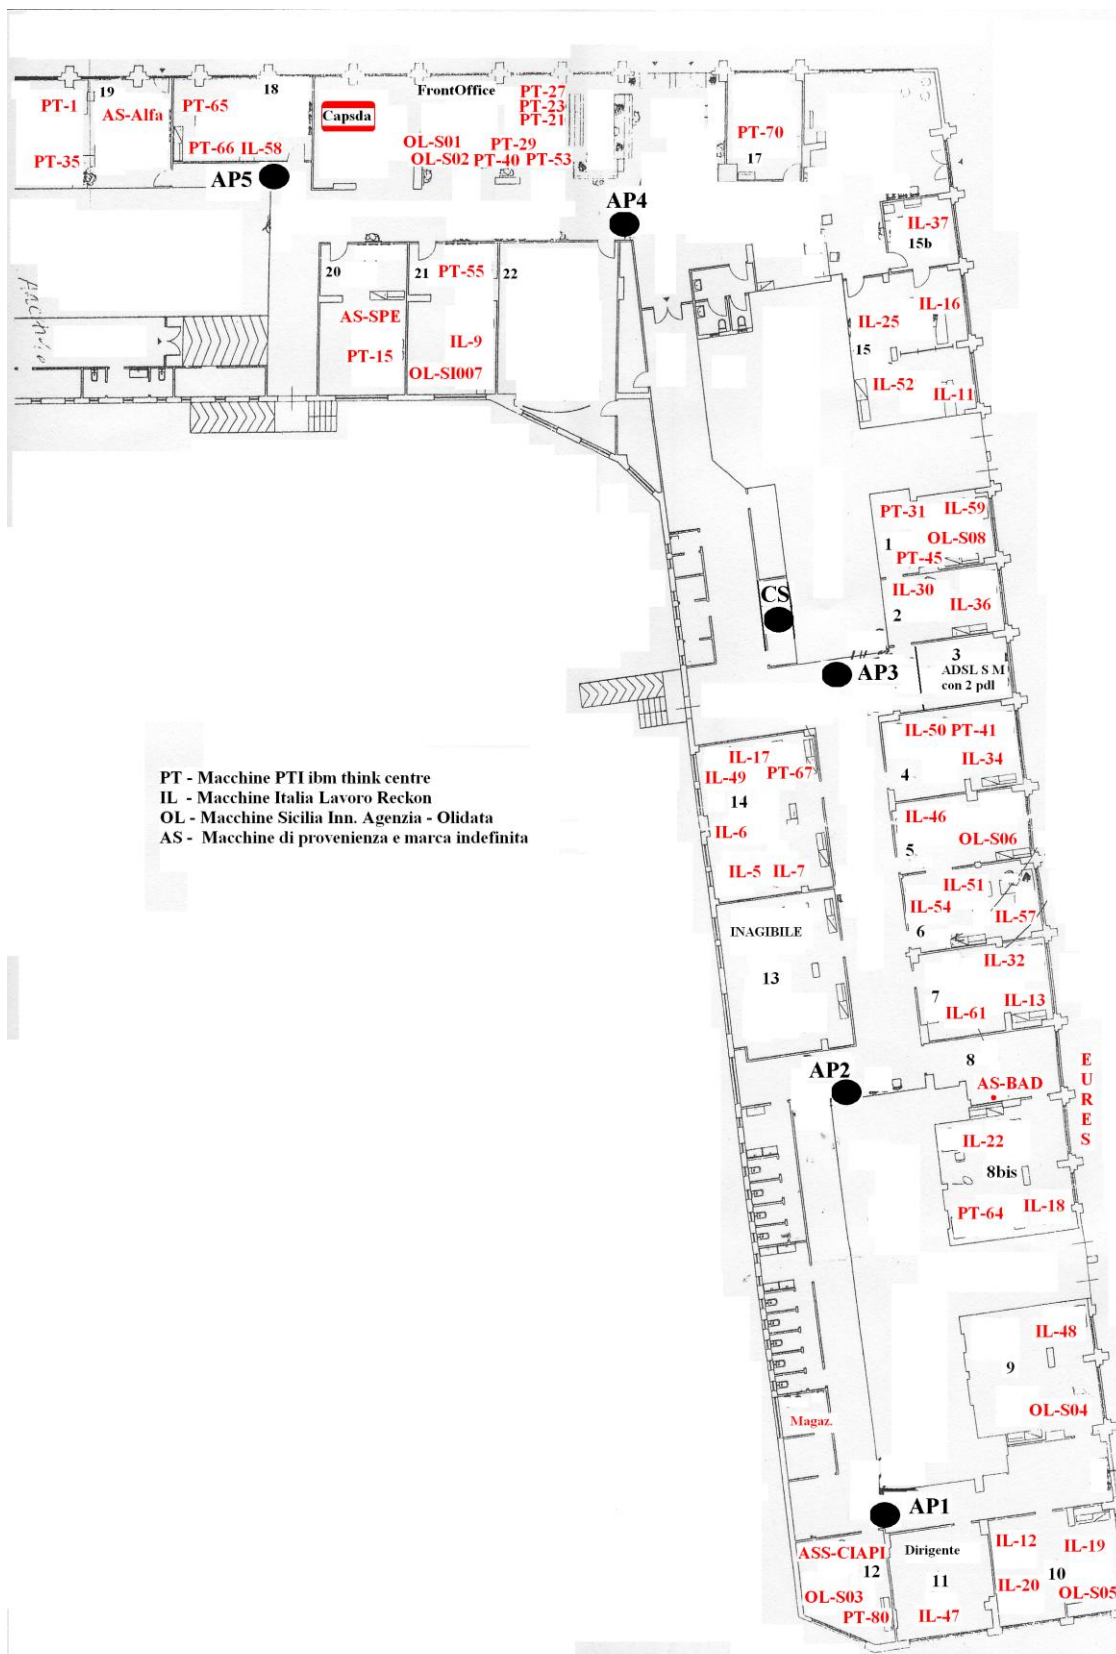 19
18
FrontOffice
PT-1
AS-Alfa
PT-65
PT-35
PT-66 IL-58
Capsda
PT-27
PT-23
PT-21
OL-S01
OL-S02
PT-29
PT-40 PT-53
PT-70
17
AP5
AP4
IL-37
15b
20
21
22
PT-55
AS-SPE
PT-15
IL-9
OL-SI007
IL-16
IL-25
15
IL-52
IL-11
PT-31
IL-59
OL-S08
1
PT-45
CS
IL-30
IL-36
2
AP3
3
ADSL S M
con 2 pdl
IL-50 PT-41
IL-34
4
IL-17
IL-49
PT-67
14
IL-6
IL-5 IL-7
PT - Macchine PTI ibm think centre
IL - Macchine Italia Lavoro Reckon
OL - Macchine Sicilia Inn. Agenzia - Olidata
AS - Macchine di provenienza e marca indefinita
IL-46
OL-S06
5
IL-51
IL-54
IL-57
6
INAGIBILE
13
IL-32
7
IL-13
IL-61
AP2
8
AS-BAD
EURES
IL-22
8bis
IL-18
PT-64
IL-48
9
OL-S04
Magaz.
AP1
ASS-CIAPI
12
OL-S03
PT-80
Dirigente
11
IL-47
IL-12
IL-19
10
IL-20
OL-S05